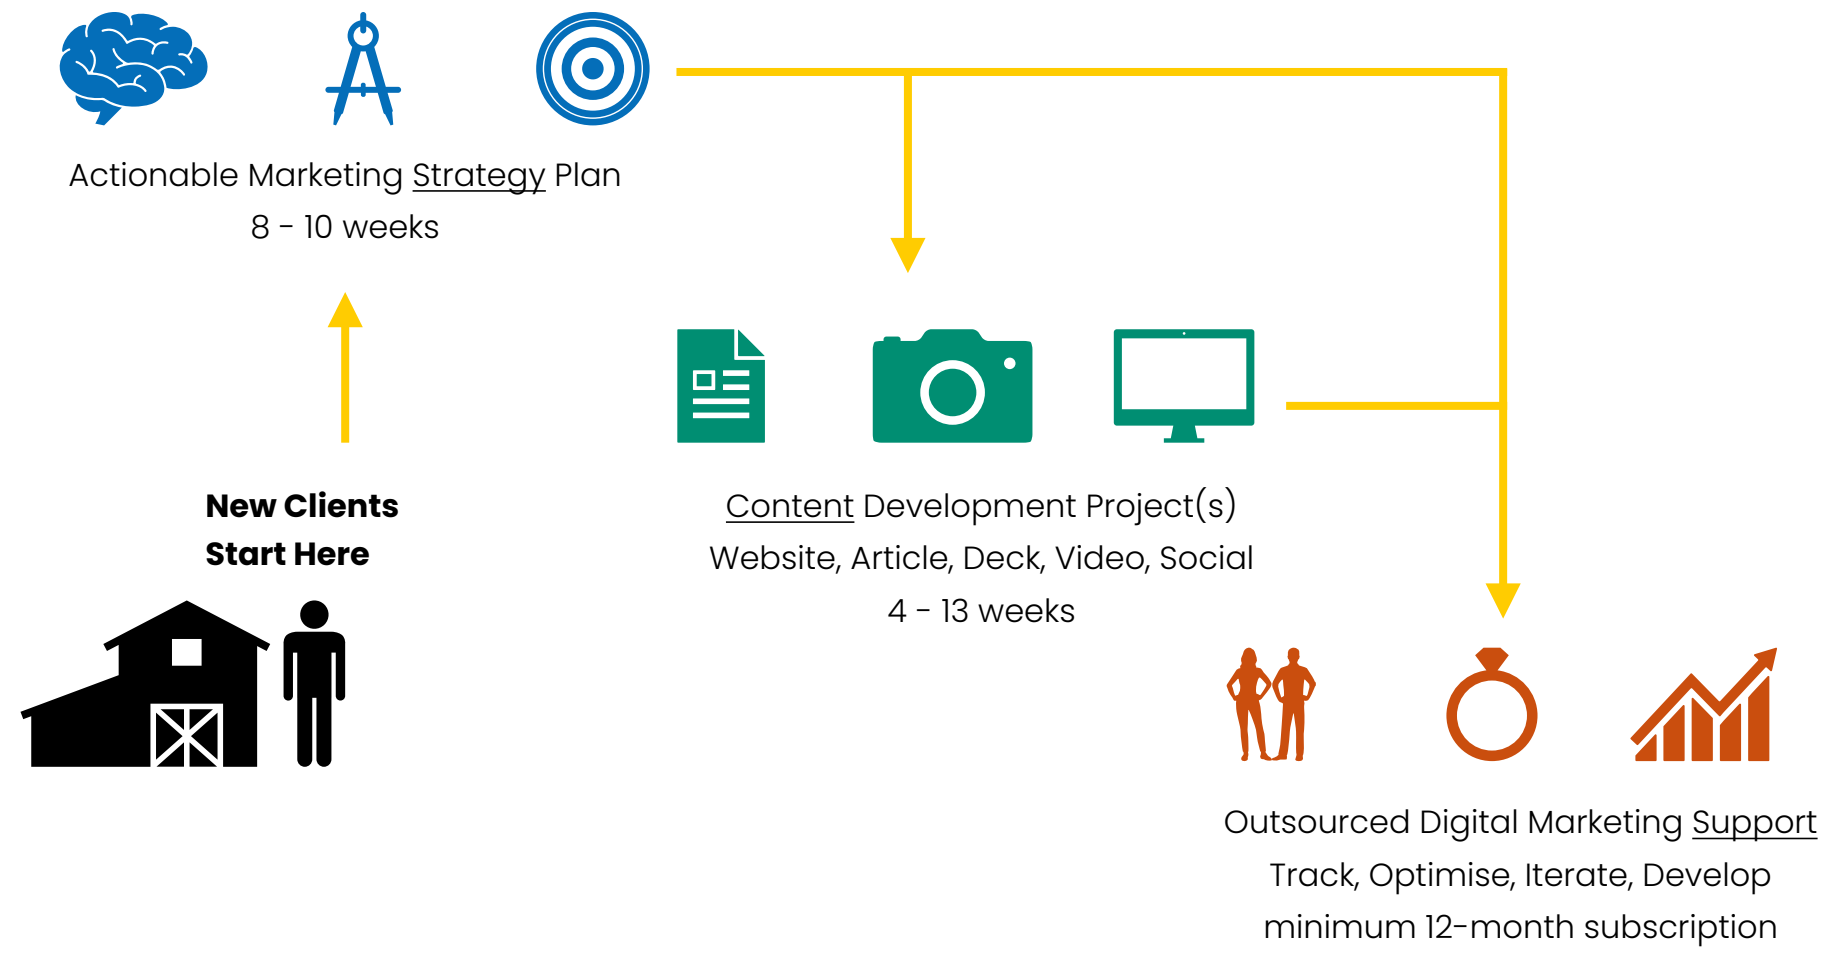 Actionable Marketing Strategy Plan
8 - 10 weeks
New Clients
Start Here
Content Development Project(s)
Website, Article, Deck, Video, Social
4 - 13 weeks
Outsourced Digital Marketing Support
Track, Optimise, Iterate, Develop
minimum 12-month subscription